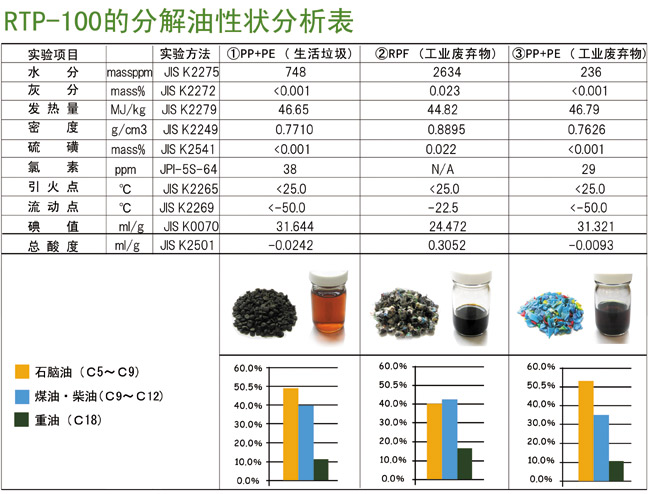 RTP-100的分解油性状分析表
实验项目 实验方法 ①PP+PE（生活垃圾） ②RPF（工业废弃物） ③PP+PE（工业废弃物）
水 分 massppm JIS K2275 748 2634 236
灰 分 mass% JIS K2272 <0.001 0.023 <0.001
发 热 量 MJ/kg JIS K2279 46.65 44.82 46.79
密 度 g/cm3 JIS K2249 0.7710 0.8895 0.7626
硫 磺 mass% JIS K2541 <0.001 0.022 <0.001
氯 素 ppm JPI-5S-64 38 N/A 29
引 火 点 ℃ JIS K2265 <25.0 <25.0 <25.0
流 动 点 ℃ JIS K2269 <-50.0 -22.5 <-50.0
碘 值 ml/g JIS K0070 31.644 24.472 31.321
总 酸 度 ml/g JIS K2501 -0.0242 0.3052 -0.0093
石脑油（C5～C9）
煤油・柴油（C9～C12）
重油（C18）
60.0%
50.5%
40.0%
30.0%
20.0%
10.0%
0.0%
60.0%
50.5%
40.0%
30.0%
20.0%
10.0%
0.0%
60.0%
50.5%
40.0%
30.0%
20.0%
10.0%
0.0%